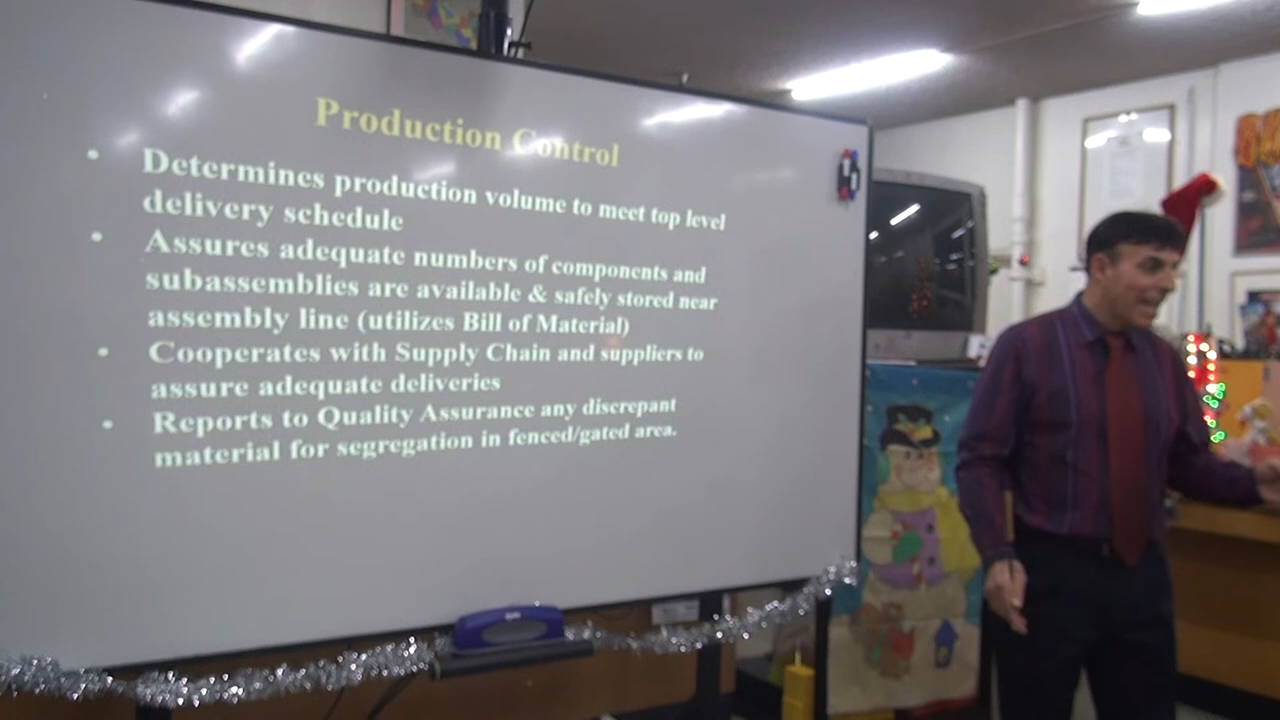 Production Control
• Determines production volume to meet top level
delivery schedule
• Assures adequate numbers of components and
subassemblies are available & safely stored near
assembly line (utilizes Bill of Material)
• Cooperates with Supply Chain and suppliers to
assure adequate deliveries
• Reports to Quality Assurance any discrepant
material for segregation in fenced/gated area.